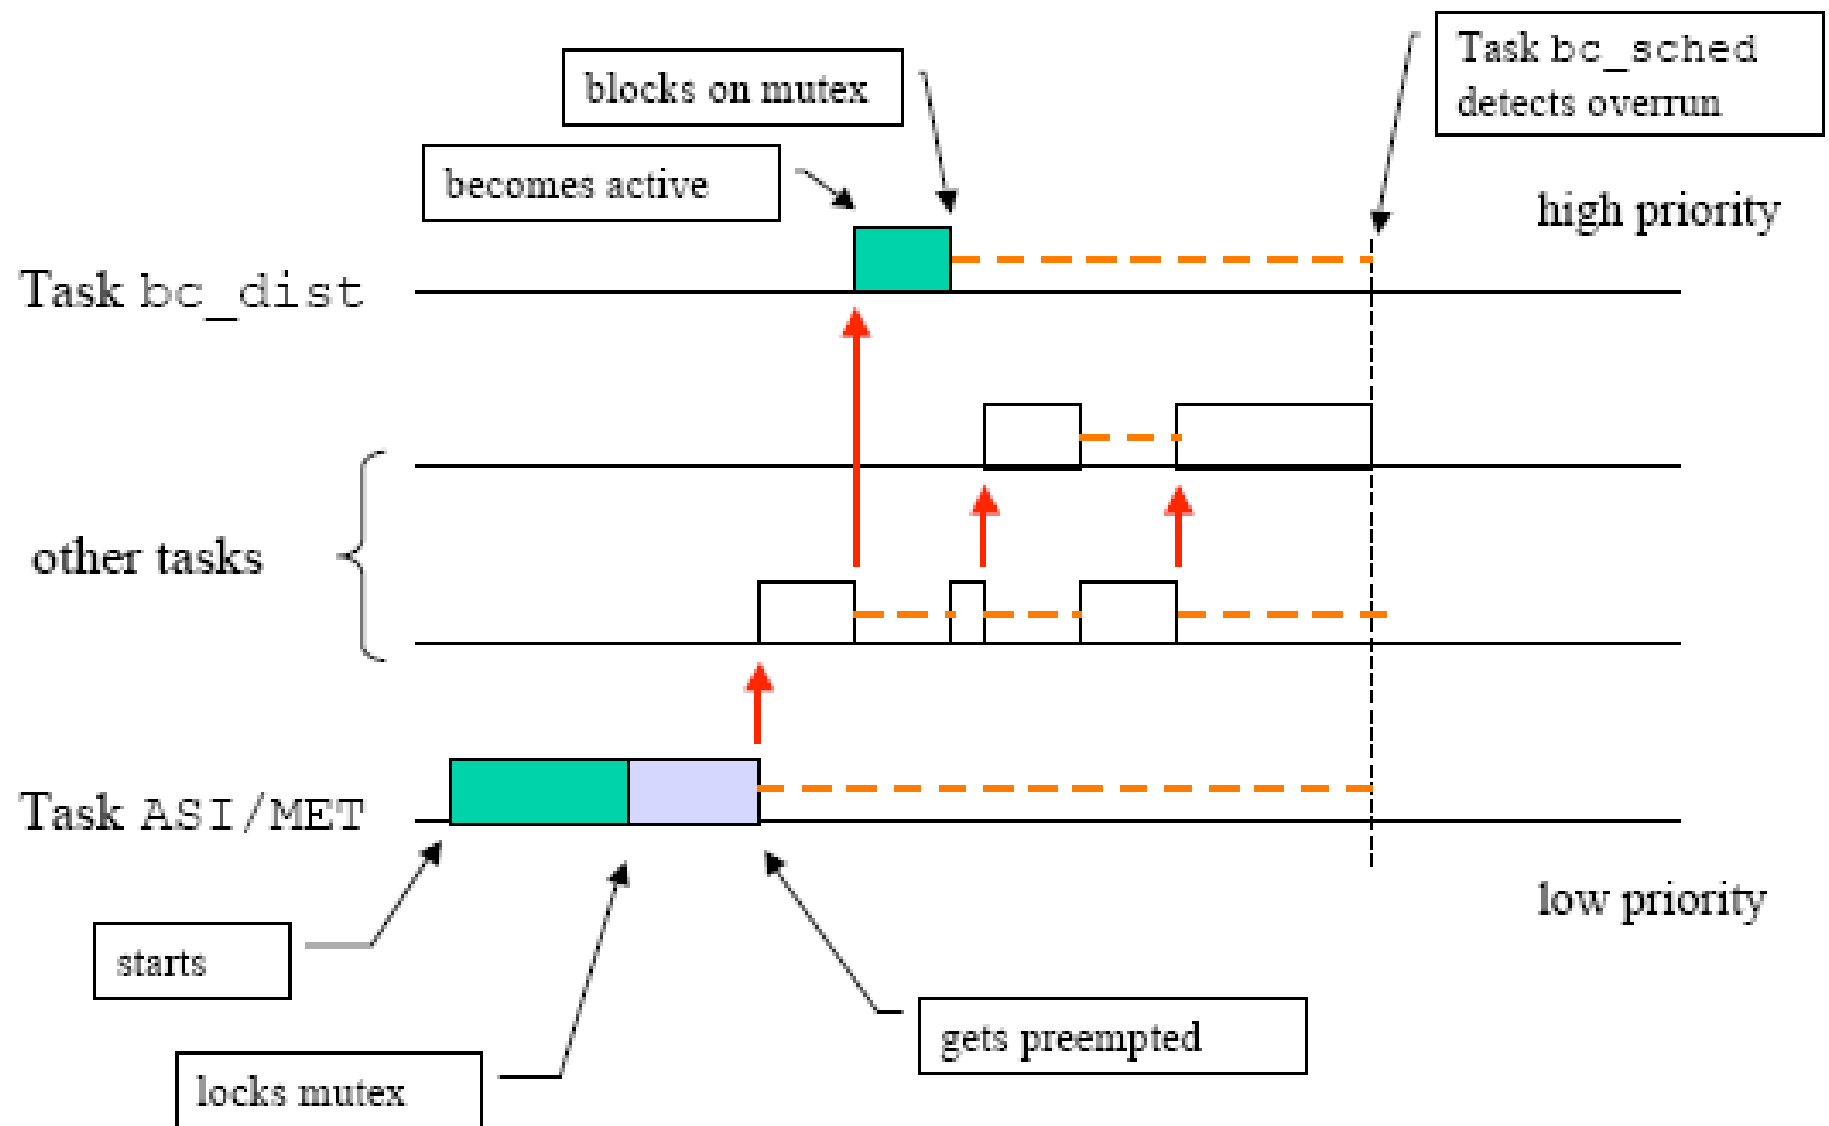 Task bc_sched
detects overrun
blocks on mutex
becomes active
high priority
Task bc_dist
other tasks
Task ASI/MET
low priority
starts
gets preempted
locks mutex